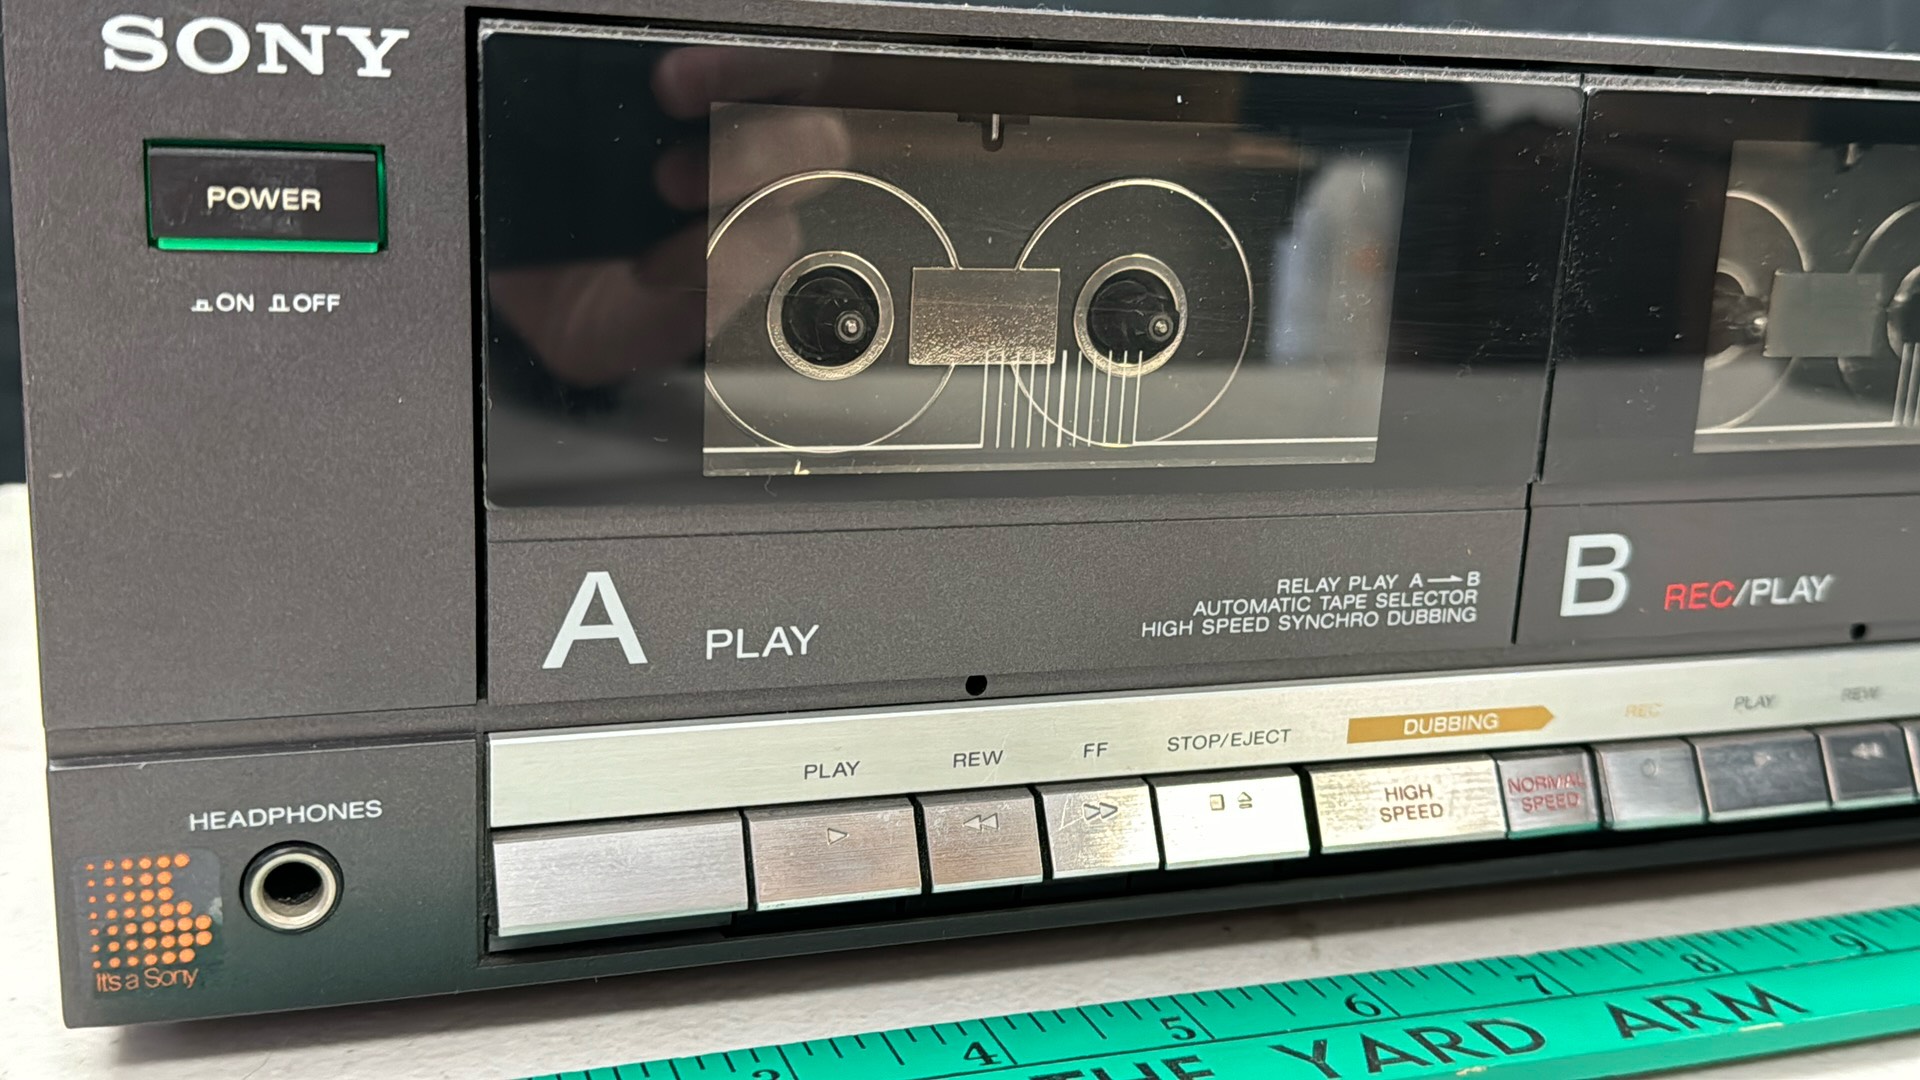 SONY
POWER
ON OFF
A PLAY
RELAY PLAY A→B
AUTOMATIC TAPE SELECTOR
HIGH SPEED SYNCHRO DUBBING
B REC/PLAY
PLAY REW FF STOP/EJECT DUBBING REC PLAY REW
HIGH
SPEED
NORMAL
SPEED
HEADPHONES
It's a Sony
3 4 5 6 7 8 9
THE YARD ARM